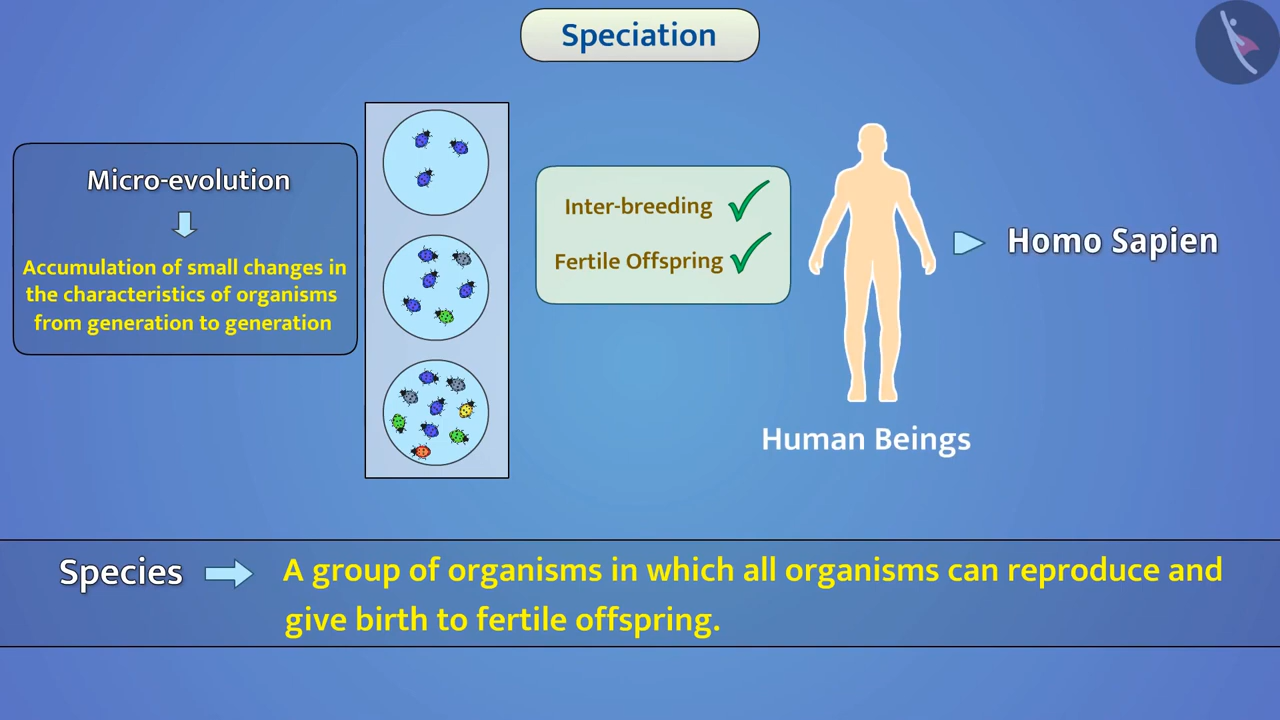 Speciation
Micro-evolution
Accumulation of small changes in
the characteristics of organisms
from generation to generation
Inter-breeding
Fertile Offspring
Homo Sapien
Human Beings
Species
A group of organisms in which all organisms can reproduce and
give birth to fertile offspring.